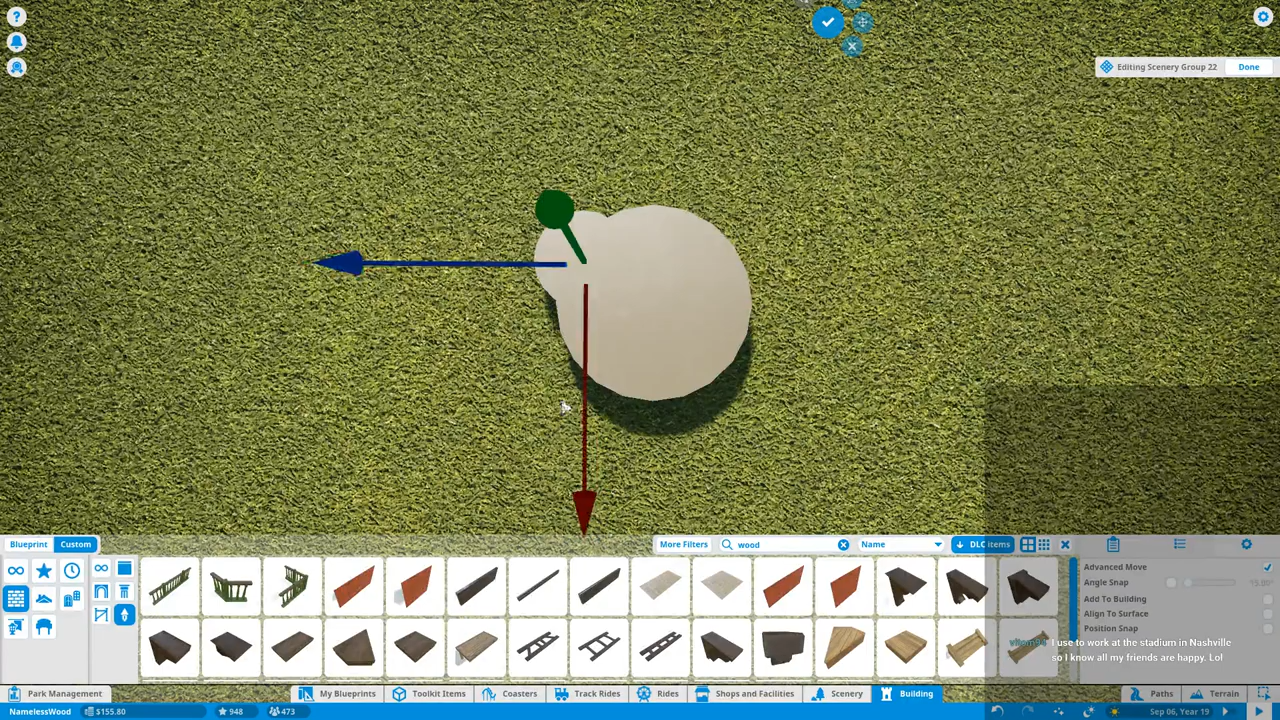 ?
Editing Scenery Group 22 Done
Blueprint Custom More Filters wood Name DLC Items
Advanced Move
Angle Snap
Add To Building
Align To Surface
Position Snap
I use to work at the stadium in Nashville
so I know all my friends are happy. Lol
Park Management My Blueprints Toolkit Items Coasters Track Rides Rides Shops and Facilities Scenery Building Paths Terrain
NamelessWood $155.80 948 473 Sep 06, Year 19